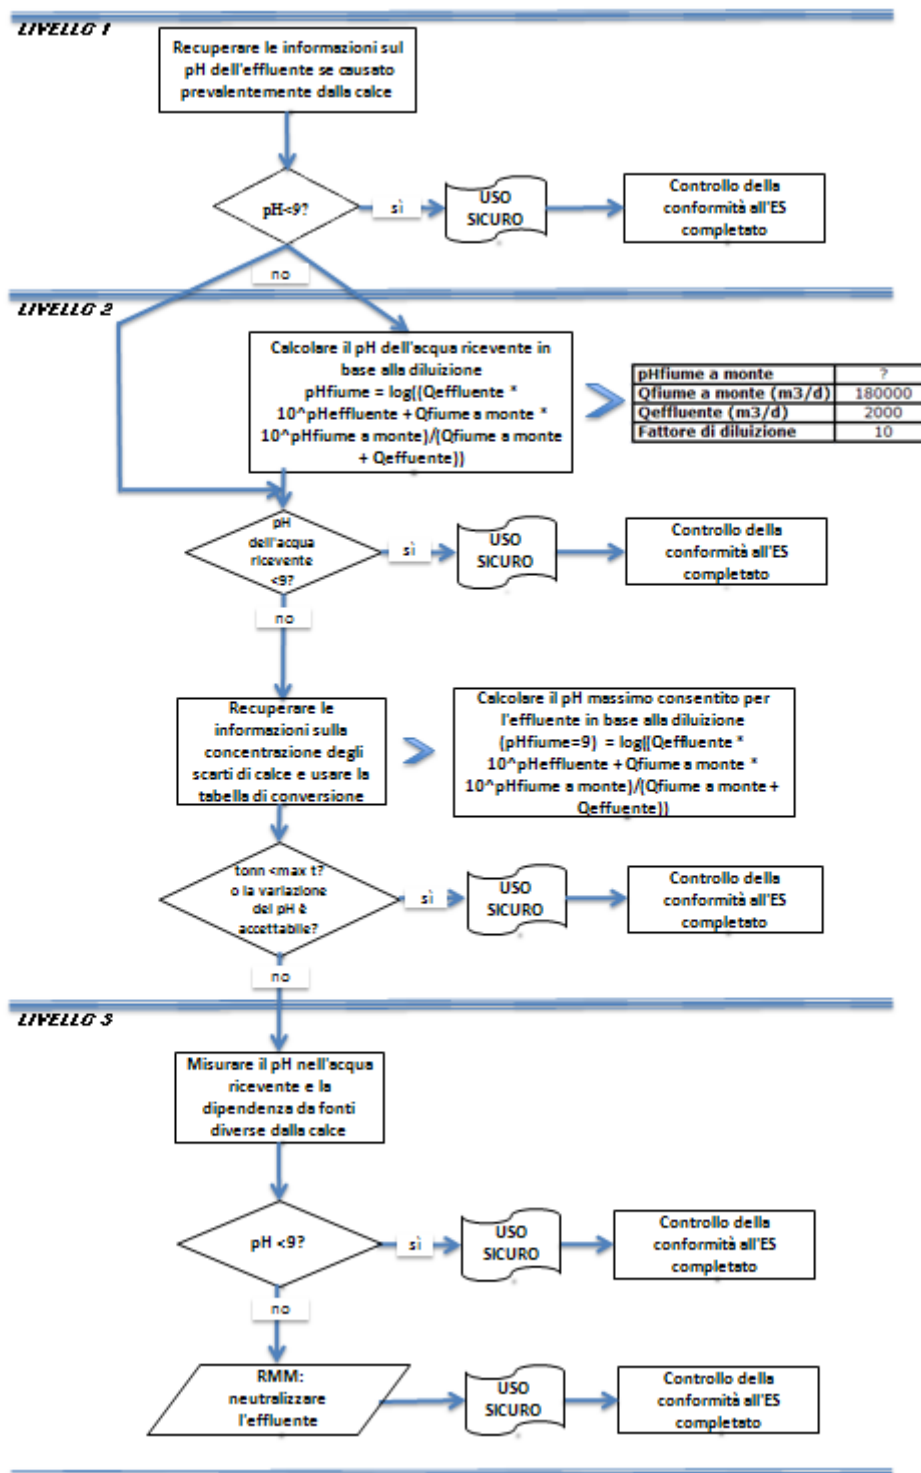 LIVELLO 1
Recuperare le informazioni sul
pH dell'effluente se causato
prevalentemente dalla calce
pH<9?
sì
USO
SICURO
Controllo della
conformità all'ES
completato
no
LIVELLO 2
Calcolare il pH dell'acqua ricevente in
base alla diluizione
pHfiume = log((Qeffluente *
10^pHeffluente + Qfiume a monte *
10^pHfiume a monte)/(Qfiume a monte
+ Qeffuente))
pHfiume a monte ?
Qfiume a monte (m3/d) 180000
Qeffluente (m3/d) 2000
Fattore di diluizione 10
pH
dell'acqua
ricevente
<9?
sì
USO
SICURO
Controllo della
conformità all'ES
completato
no
Recuperare le
informazioni sulla
concentrazione degli
scarti di calce e usare la
tabella di conversione
Calcolare il pH massimo consentito per
l'effluente in base alla diluizione
(pHfiume=9) = log((Qeffluente *
10^pHeffluente + Qfiume a monte *
10^pHfiume a monte)/(Qfiume a monte +
Qeffuente))
tonn <max t?
o la variazione
del pH è
accettabile?
sì
USO
SICURO
Controllo della
conformità all'ES
completato
no
LIVELLO 3
Misurare il pH nell'acqua
ricevente e la
dipendenza da fonti
diverse dalla calce
pH <9?
sì
USO
SICURO
Controllo della
conformità all'ES
completato
no
RMM:
neutralizzare
l'effluente
USO
SICURO
Controllo della
conformità all'ES
completato